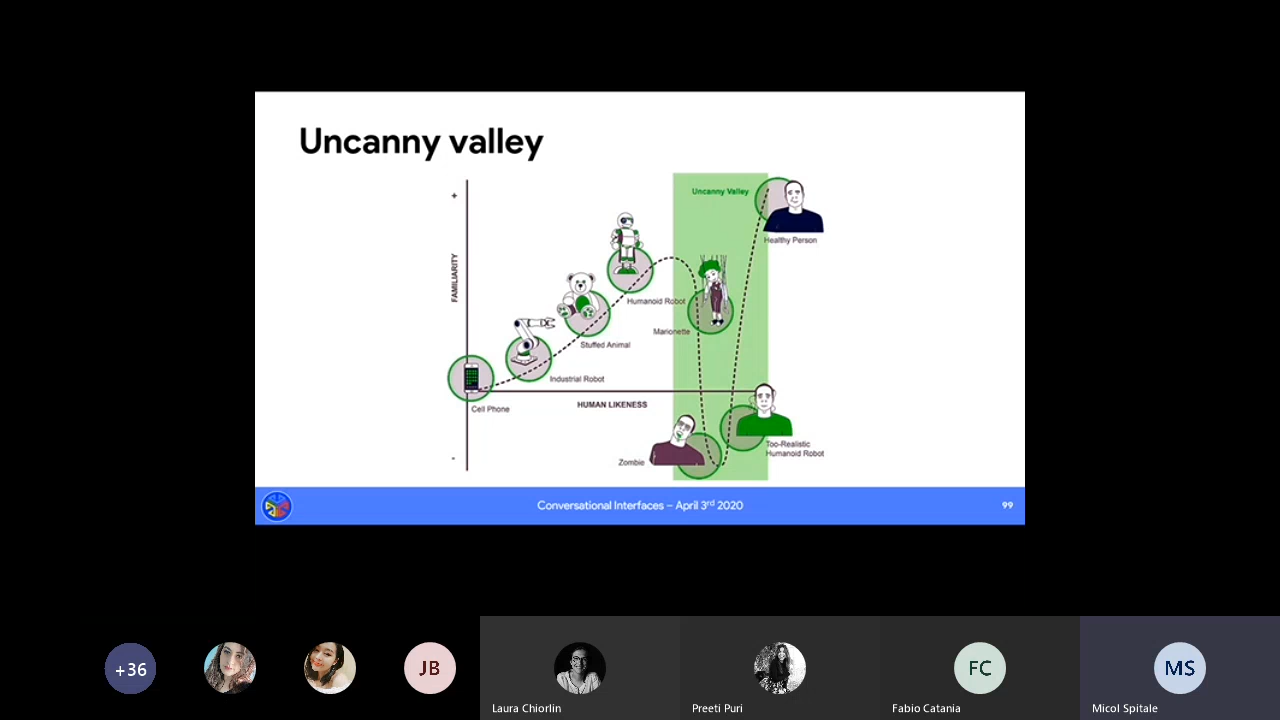 Uncanny valley
+
Uncanny Valley
Healthy Person
FAMILIARITY
Humanoid Robot
Marionette
Stuffed Animal
Industrial Robot
Cell Phone
HUMAN LIKENESS
Too-Realistic
Humanoid Robot
Zombie
-
Conversational Interfaces – April 3rd 2020
99
+36
JB
FC
MS
Laura Chiorlin
Preeti Puri
Fabio Catania
Micol Spitale